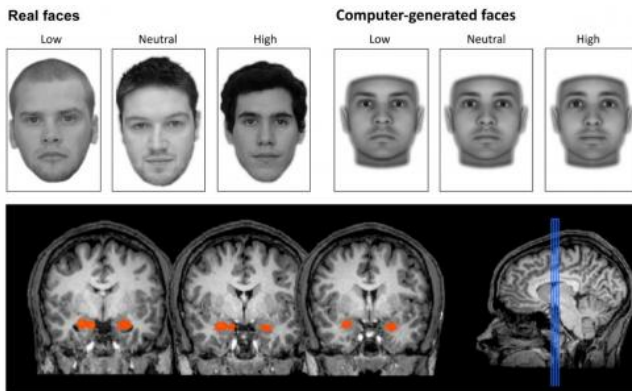 Real faces
Computer-generated faces
Low
Neutral
High
Low
Neutral
High